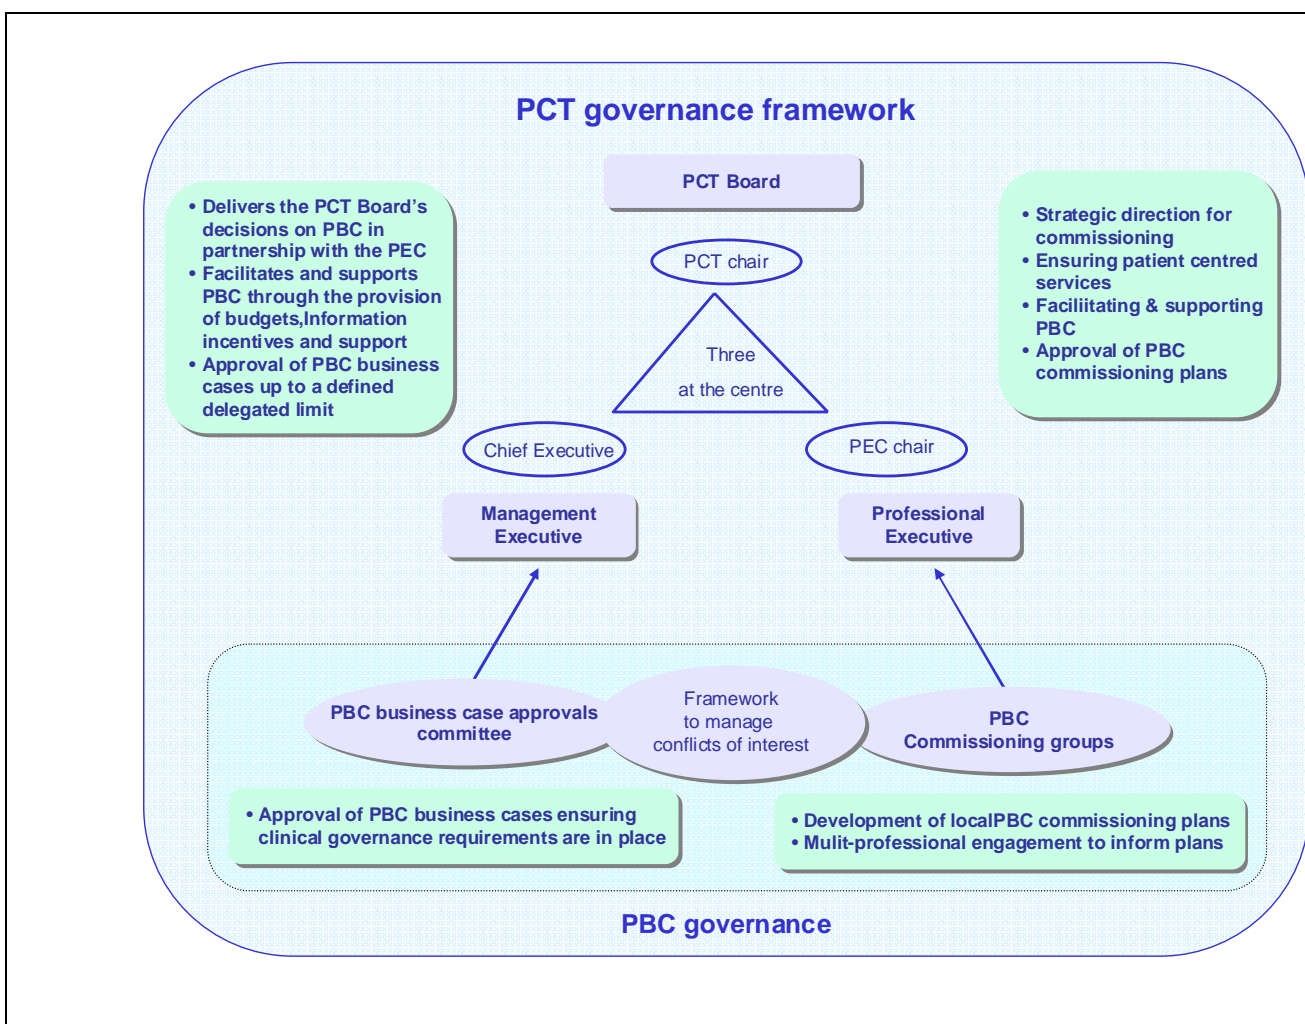 PCT governance framework
PCT Board
• Delivers the PCT Board's
decisions on PBC in
partnership with the PEC
• Facilitates and supports
PBC through the provision
of budgets,Information
incentives and support
• Approval of PBC business
cases up to a defined
delegated limit
PCT chair
Three
at the centre
• Strategic direction for
commissioning
• Ensuring patient centred
services
• Faciliitating & supporting
PBC
• Approval of PBC
commissioning plans
Chief Executive
PEC chair
Management
Executive
Professional
Executive
PBC business case approvals
committee
Framework
to manage
conflicts of interest
PBC
Commissioning groups
• Approval of PBC business cases ensuring
clinical governance requirements are in place
• Development of localPBC commissioning plans
• Mulit-professional engagement to inform plans
PBC governance